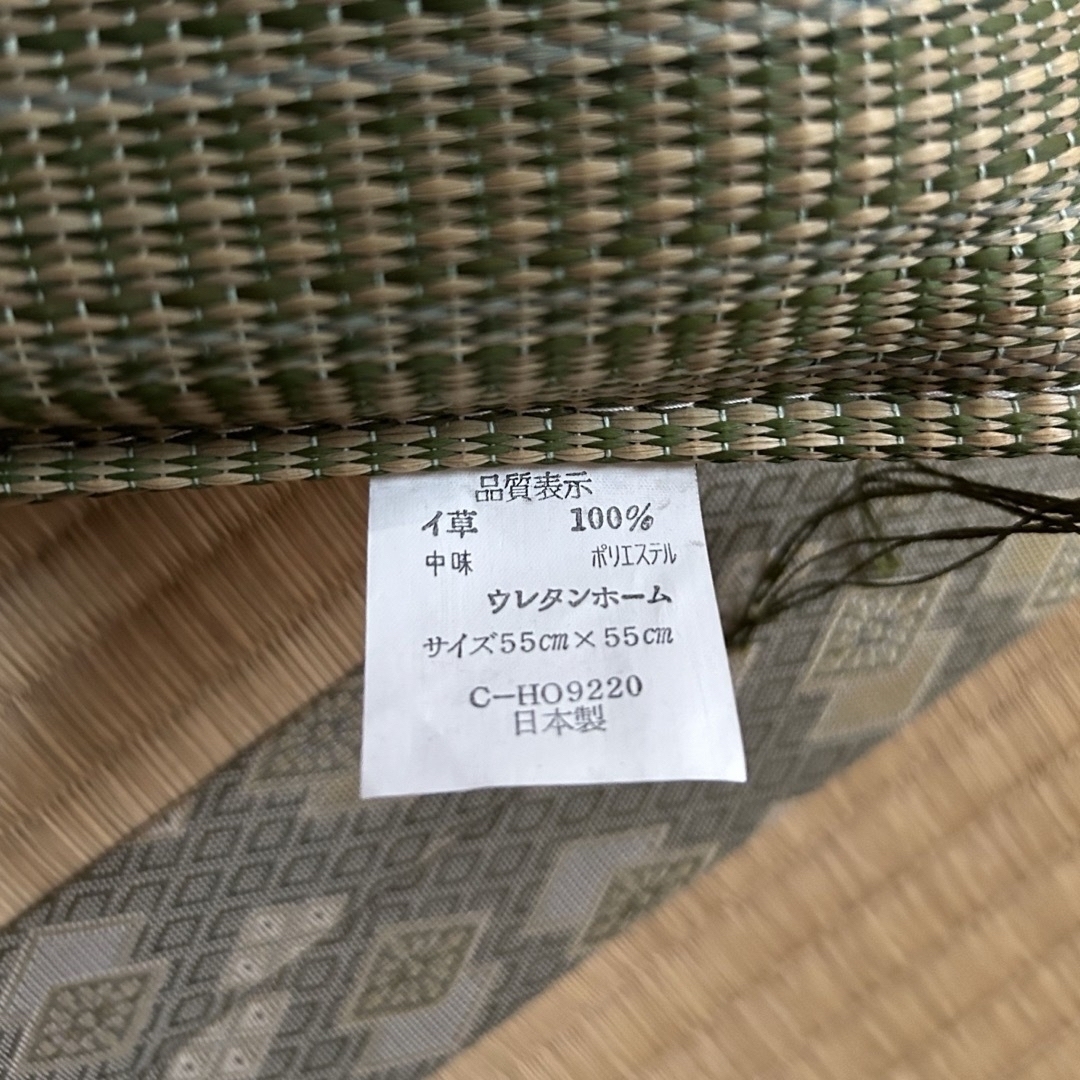 品質表示
イ草 100%
中味 ポリエステル
ウレタンホーム
サイズ55㎝×55㎝
C-HO9220
日本製